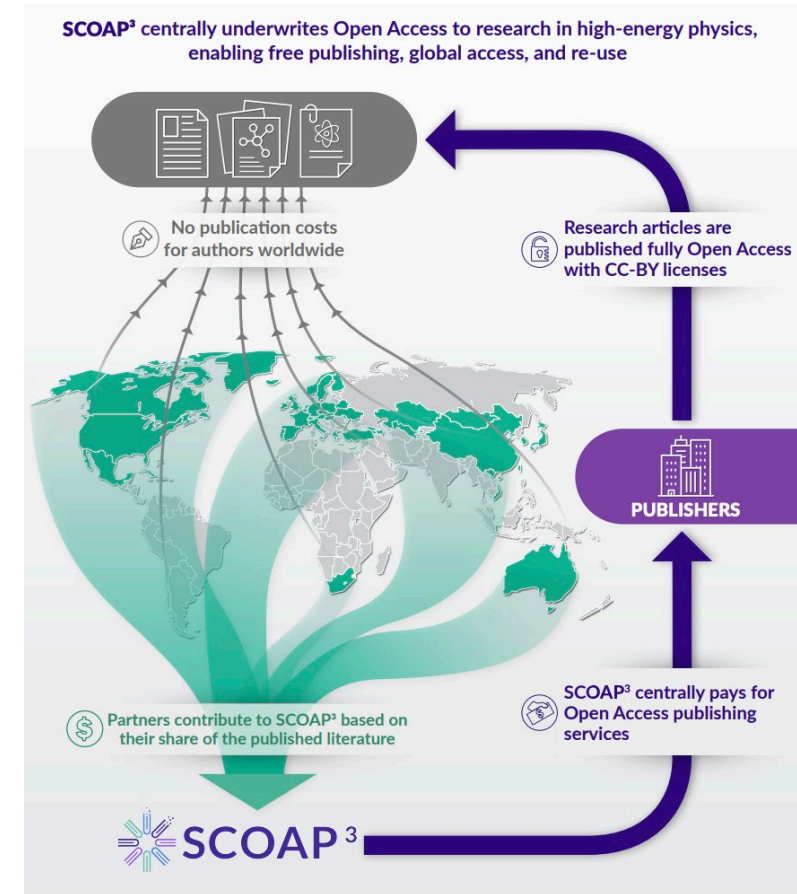 SCOAP³ centrally underwrites Open Access to research in high-energy physics,
enabling free publishing, global access, and re-use
No publication costs
for authors worldwide
Research articles are
published fully Open Access
with CC-BY licenses
PUBLISHERS
SCOAP³ centrally pays for
Open Access publishing
services
Partners contribute to SCOAP³ based on
their share of the published literature
SCOAP³